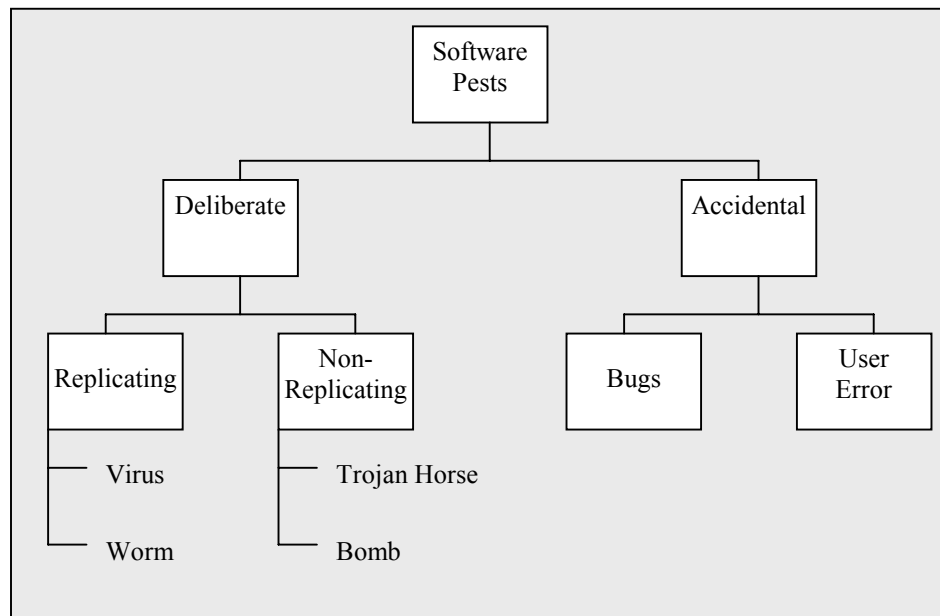 Software
Pests
Deliberate
Accidental
Replicating
Non-
Replicating
Bugs
User
Error
Virus
Trojan Horse
Worm
Bomb